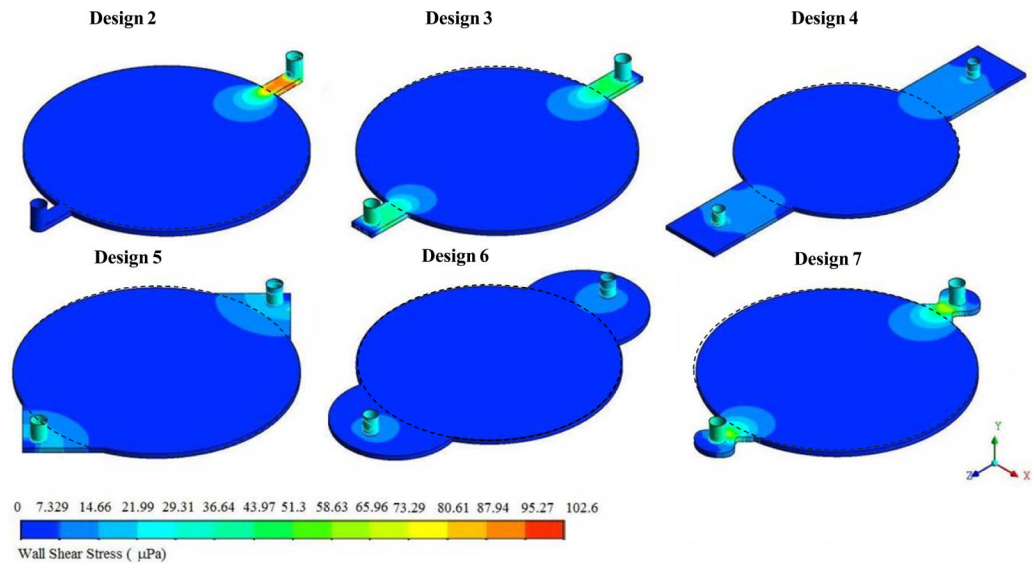 Design 2 Design 3 Design 4
Design 5 Design 6 Design 7
Y
Z X
0 7.329 14.66 21.99 29.31 36.64 43.97 51.3 58.63 65.96 73.29 80.61 87.94 95.27 102.6
Wall Shear Stress ( μPa)